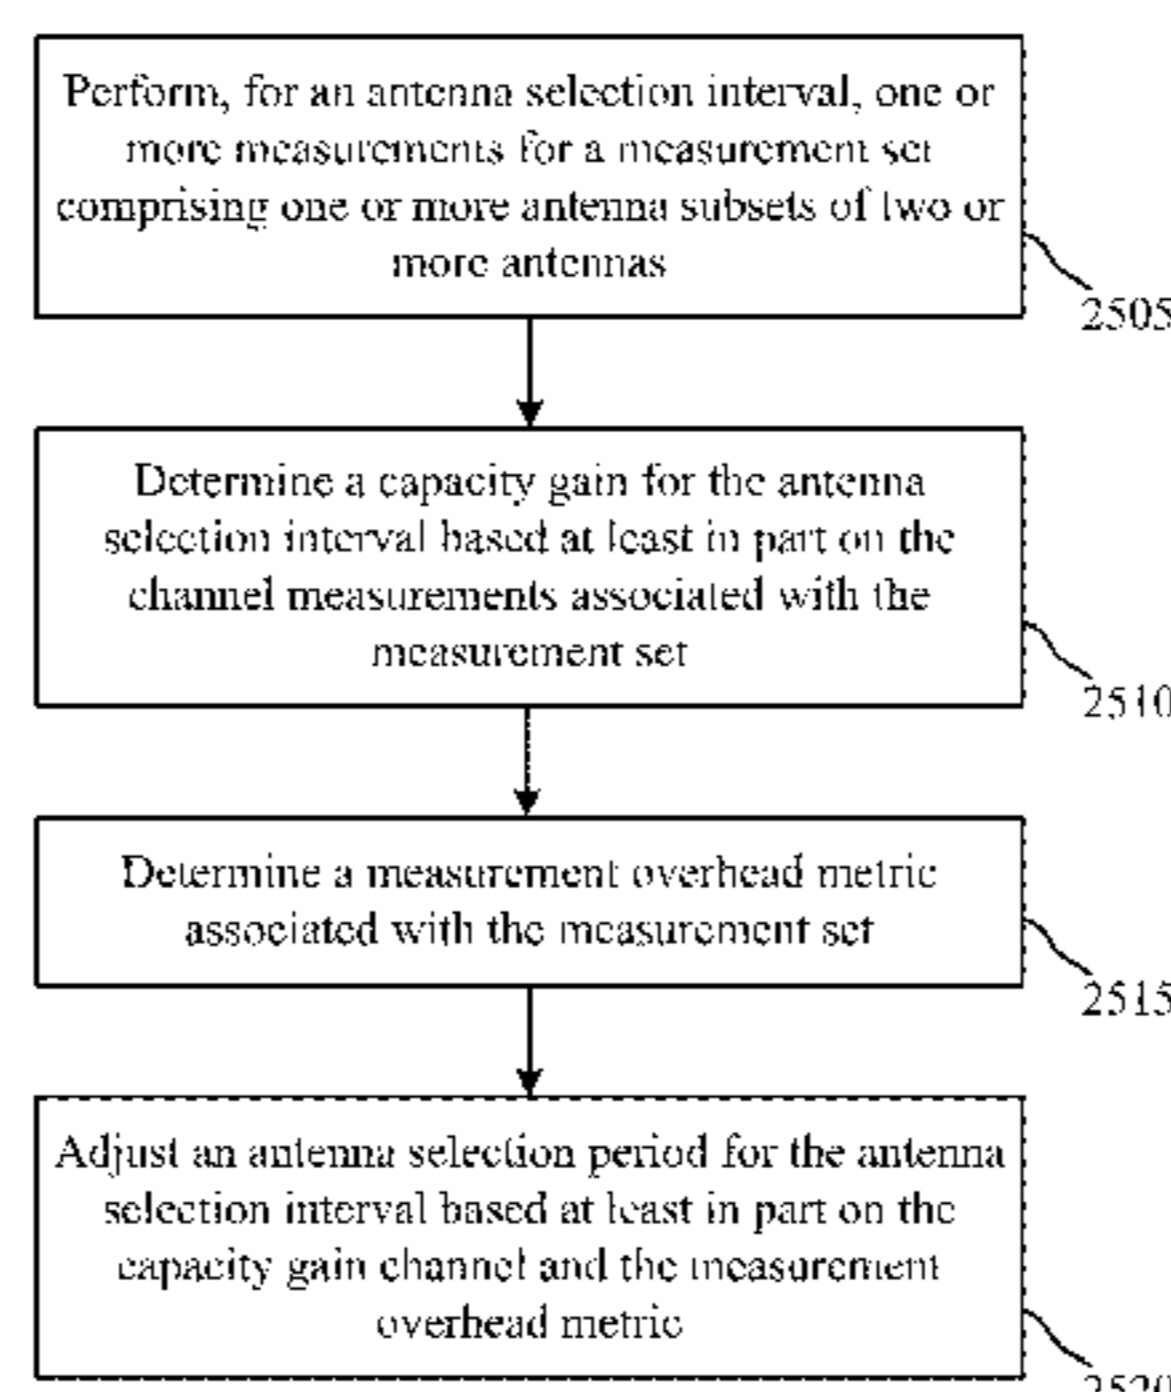 Perform, for an antenna selection interval, one or
more measurements for a measurement set
comprising one or more antenna subsets of two or
more antennas
2505
Determine a capacity gain for the antenna
selection interval based at least in part on the
channel measurements associated with the
measurement set
2510
Determine a measurement overhead metric
associated with the measurement set
2515
Adjust an antenna selection period for the antenna
selection interval based at least in part on the
capacity gain channel and the measurement
overhead metric
2520